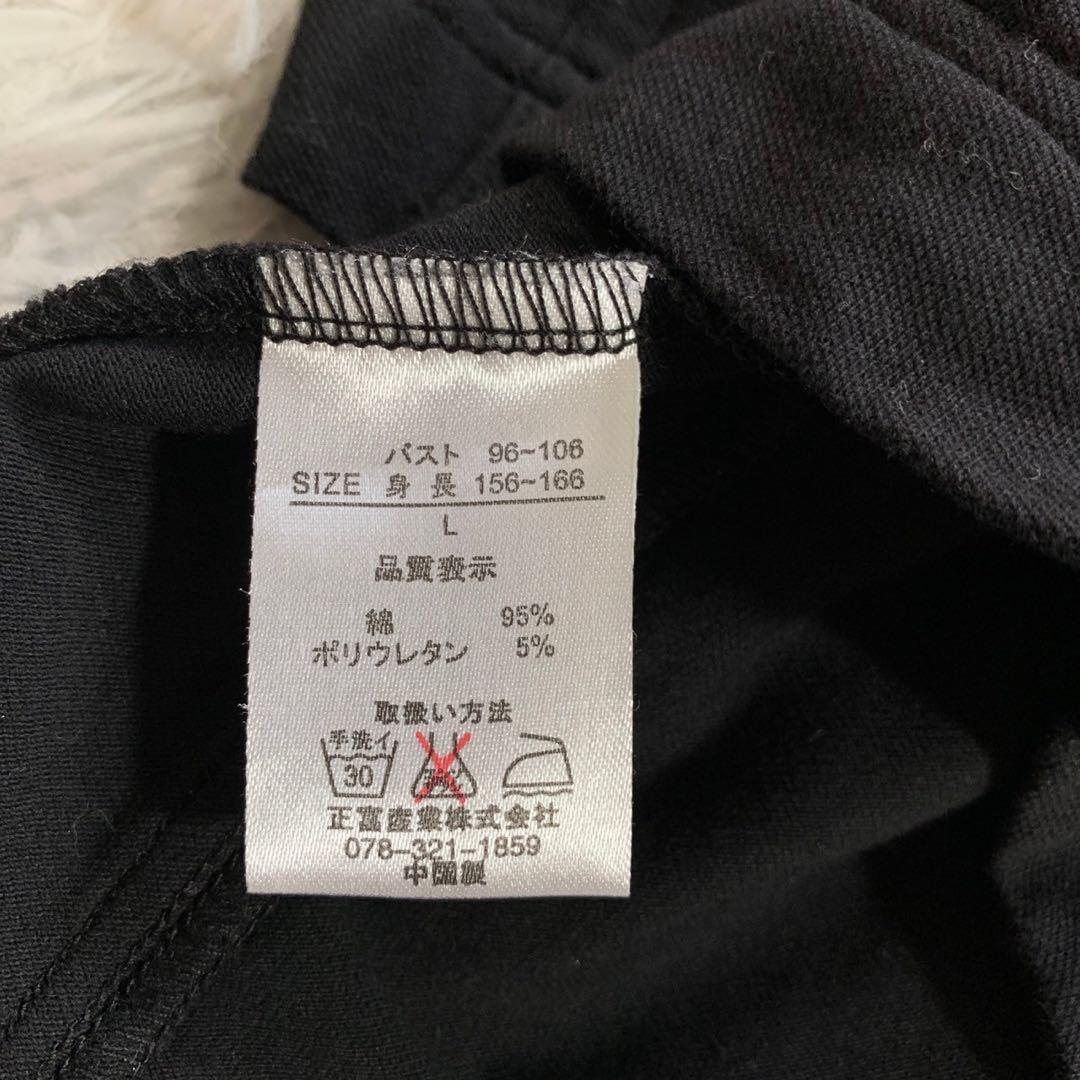 バスト 96~106
SIZE 身長 156~166
L
品質表示
綿 95%
ポリウレタン 5%
取扱い方法
手洗イ
30
正富産業株式会社
078-321-1859
中国製